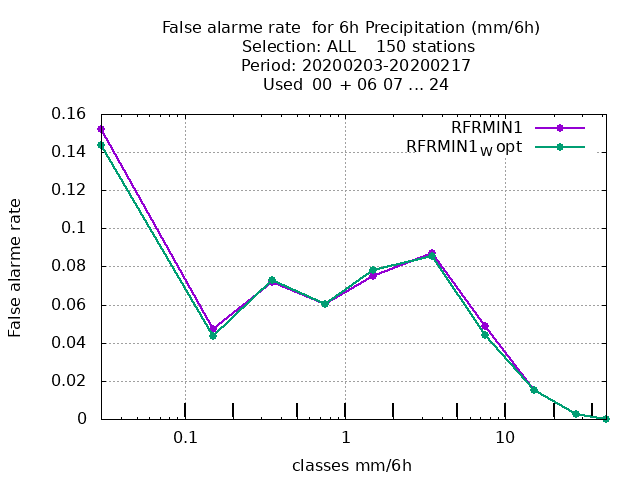 False alarme rate  for 6h Precipitation (mm/6h)
Selection: ALL    150 stations
Period: 20200203-20200217
Used  00  + 06 07 ... 24
RFRMIN1
RFRMIN1W opt
False alarme rate
0.16
0.14
0.12
0.1
0.08
0.06
0.04
0.02
0
0.1 1 10
classes mm/6h